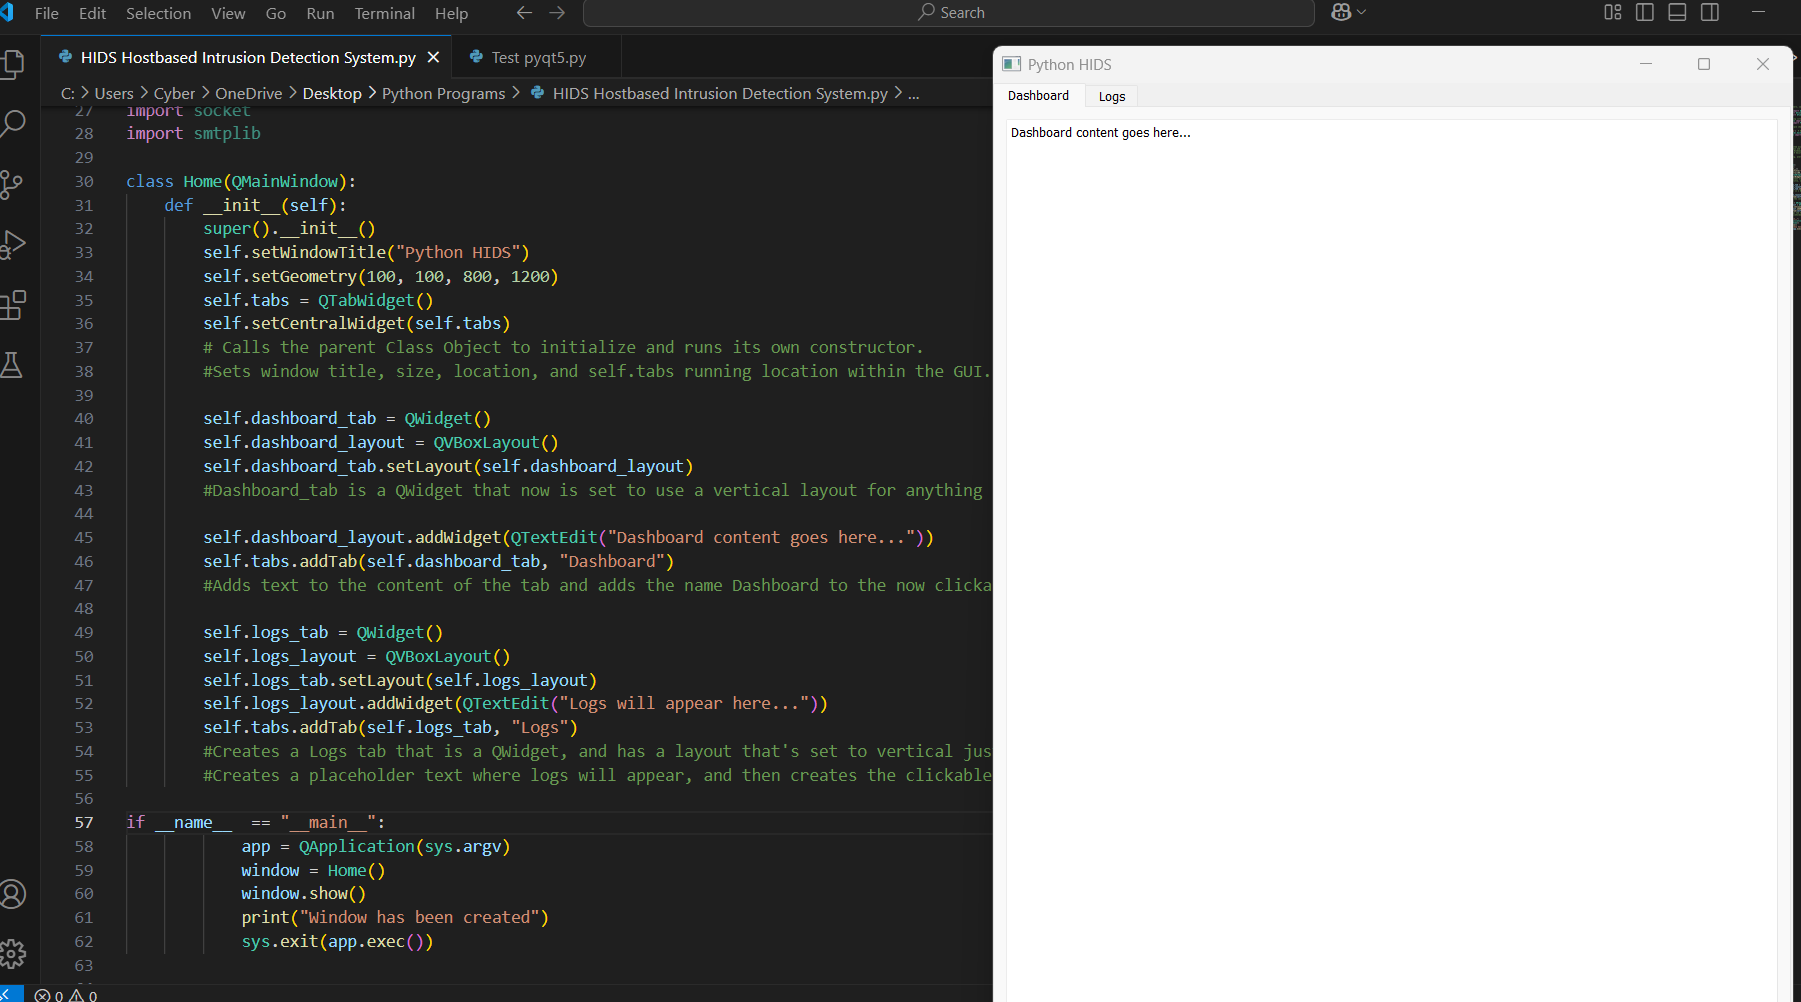 File Edit Selection View Go Run Terminal Help Search
HIDS Hostbased Intrusion Detection System.py Test pyqt5.py
C: > Users > Cyber > OneDrive > Desktop > Python Programs > HIDS Hostbased Intrusion Detection System.py > ...
27 import socket
28 import smtplib
29
30 class Home(QMainWindow):
31 def __init__(self):
32 super().__init__()
33 self.setWindowTitle("Python HIDS")
34 self.setGeometry(100, 100, 800, 1200)
35 self.tabs = QTabWidget()
36 self.setCentralWidget(self.tabs)
37 # Calls the parent Class Object to initialize and runs its own constructor.
38 #Sets window title, size, location, and self.tabs running location within the GUI.
39
40 self.dashboard_tab = QWidget()
41 self.dashboard_layout = QVBoxLayout()
42 self.dashboard_tab.setLayout(self.dashboard_layout)
43 #Dashboard_tab is a QWidget that now is set to use a vertical layout for anything
44
45 self.dashboard_layout.addWidget(QTextEdit("Dashboard content goes here..."))
46 self.tabs.addTab(self.dashboard_tab, "Dashboard")
47 #Adds text to the content of the tab and adds the name Dashboard to the now clicka
48
49 self.logs_tab = QWidget()
50 self.logs_layout = QVBoxLayout()
51 self.logs_tab.setLayout(self.logs_layout)
52 self.logs_layout.addWidget(QTextEdit("Logs will appear here..."))
53 self.tabs.addTab(self.logs_tab, "Logs")
54 #Creates a Logs tab that is a QWidget, and has a layout that's set to vertical jus
55 #Creates a placeholder text where logs will appear, and then creates the clickable
56
57 if __name__ == "__main__":
58 app = QApplication(sys.argv)
59 window = Home()
60 window.show()
61 print("Window has been created")
62 sys.exit(app.exec())
63
0 0
Python HIDS
Dashboard Logs
Dashboard content goes here...